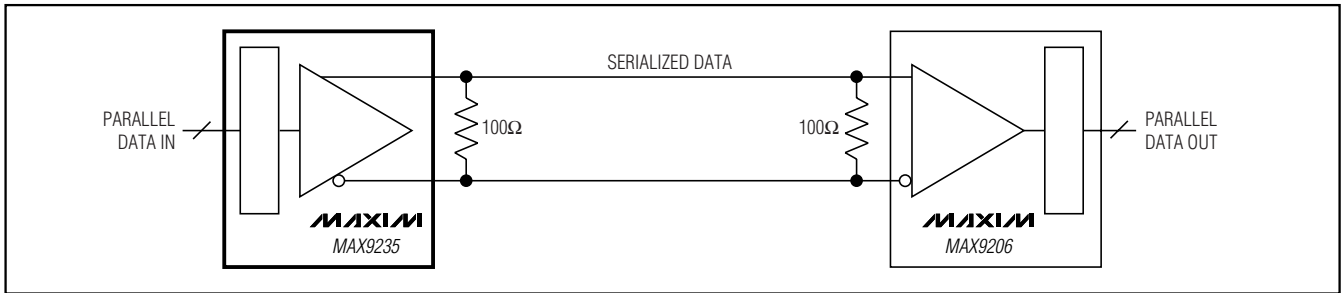 SERIALIZED DATA
PARALLEL
DATA IN
100Ω
100Ω
PARALLEL
DATA OUT
MAXIM
MAX9235
MAXIM
MAX9206